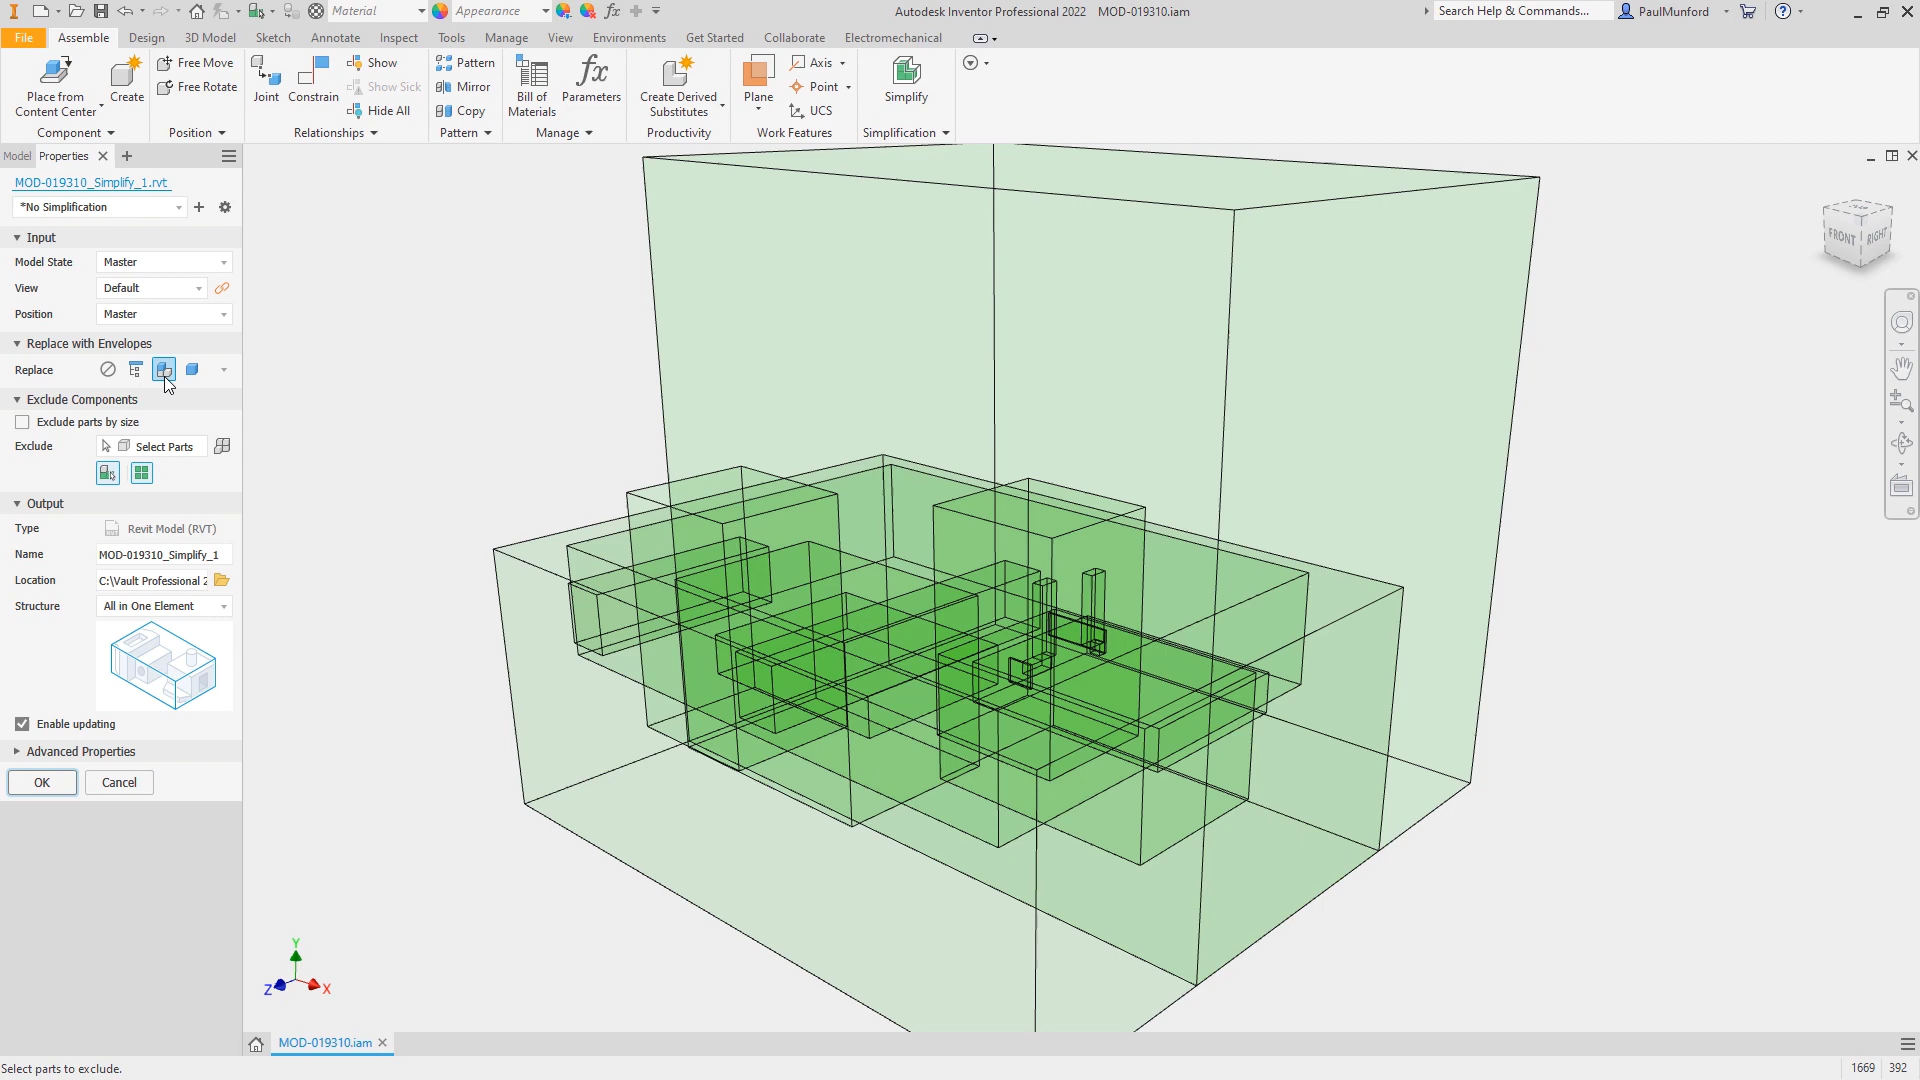 Material
Appearance
Autodesk Inventor Professional 2022 MOD-019310.iam
Search Help & Commands...
PaulMunford
File
Assemble
Design
3D Model
Sketch
Annotate
Inspect
Tools
Manage
View
Environments
Get Started
Collaborate
Electromechanical
Place from
Content Center
Create
Free Move
Free Rotate
Joint
Constrain
Show
Show Sick
Hide All
Pattern
Mirror
Copy
Bill of
Materials
fx
Parameters
Create Derived
Substitutes
Plane
Axis
Point
UCS
Simplify
Component
Position
Relationships
Pattern
Manage
Productivity
Work Features
Simplification
Model
Properties
MOD-019310_Simplify_1.rvt
*No Simplification
Input
Model State Master
View Default
Position Master
Replace with Envelopes
Replace
Exclude Components
Exclude parts by size
Exclude Select Parts
Output
Type Revit Model (RVT)
Name MOD-019310_Simplify_1
Location C:\Vault Professional 2
Structure All in One Element
Enable updating
Advanced Properties
OK
Cancel
FRONT
RIGHT
Y
Z
X
MOD-019310.iam
Select parts to exclude.
1669 392